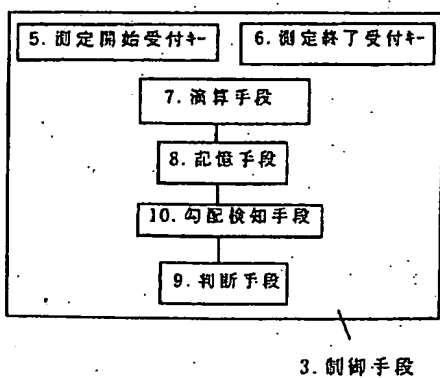 5. 測定開始受付キー
6. 測定終了受付キー
7. 演算手段
8. 記憶手段
10. 勾配検知手段
9. 判断手段
3. 制御手段